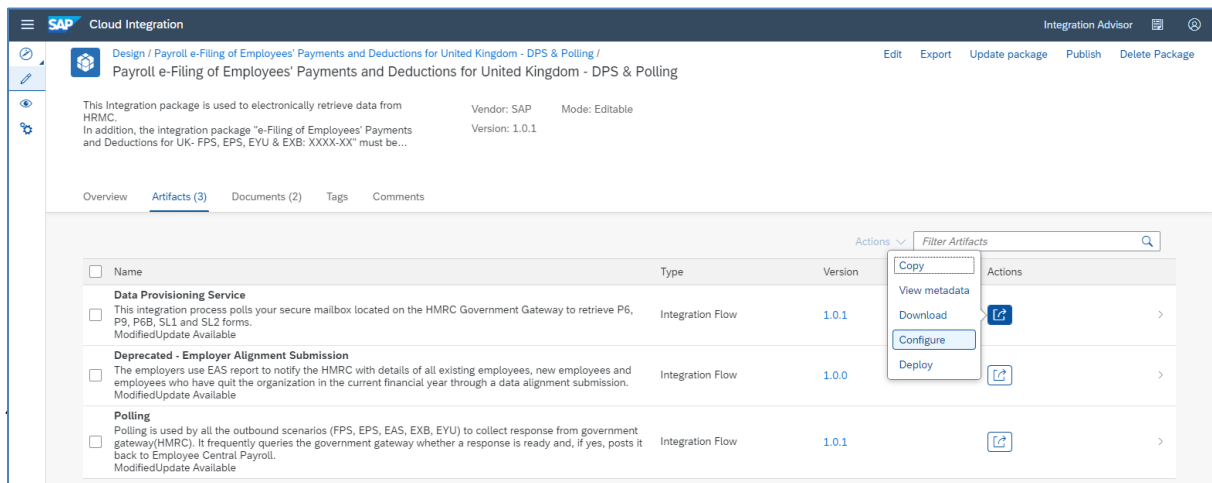 SAP Cloud Integration
Integration Advisor
Design / Payroll e-Filing of Employees' Payments and Deductions for United Kingdom - DPS & Polling /
Edit Export Update package Publish Delete Package
Payroll e-Filing of Employees' Payments and Deductions for United Kingdom - DPS & Polling
This Integration package is used to electronically retrieve data from
HRMC.
In addition, the integration package "e-Filing of Employees' Payments
and Deductions for UK- FPS, EPS, EYU & EXB: XXXX-XX" must be...
Vendor: SAP Mode: Editable
Version: 1.0.1
Overview Artifacts (3) Documents (2) Tags Comments
Actions Filter Artifacts
Name Type Version Actions
Copy
View metadata
Download
Configure
Deploy
Data Provisioning Service
This integration process polls your secure mailbox located on the HMRC Government Gateway to retrieve P6,
P9, P6B, SL1 and SL2 forms.
ModifiedUpdate Available
Integration Flow 1.0.1
Deprecated - Employer Alignment Submission
The employers use EAS report to notify the HMRC with details of all existing employees, new employees and
employees who have quit the organization in the current financial year through a data alignment submission.
ModifiedUpdate Available
Integration Flow 1.0.0
Polling
Polling is used by all the outbound scenarios (FPS, EPS, EAS, EXB, EYU) to collect response from government
gateway(HMRC). It frequently queries the government gateway whether a response is ready and, if yes, posts it
back to Employee Central Payroll.
ModifiedUpdate Available
Integration Flow 1.0.1